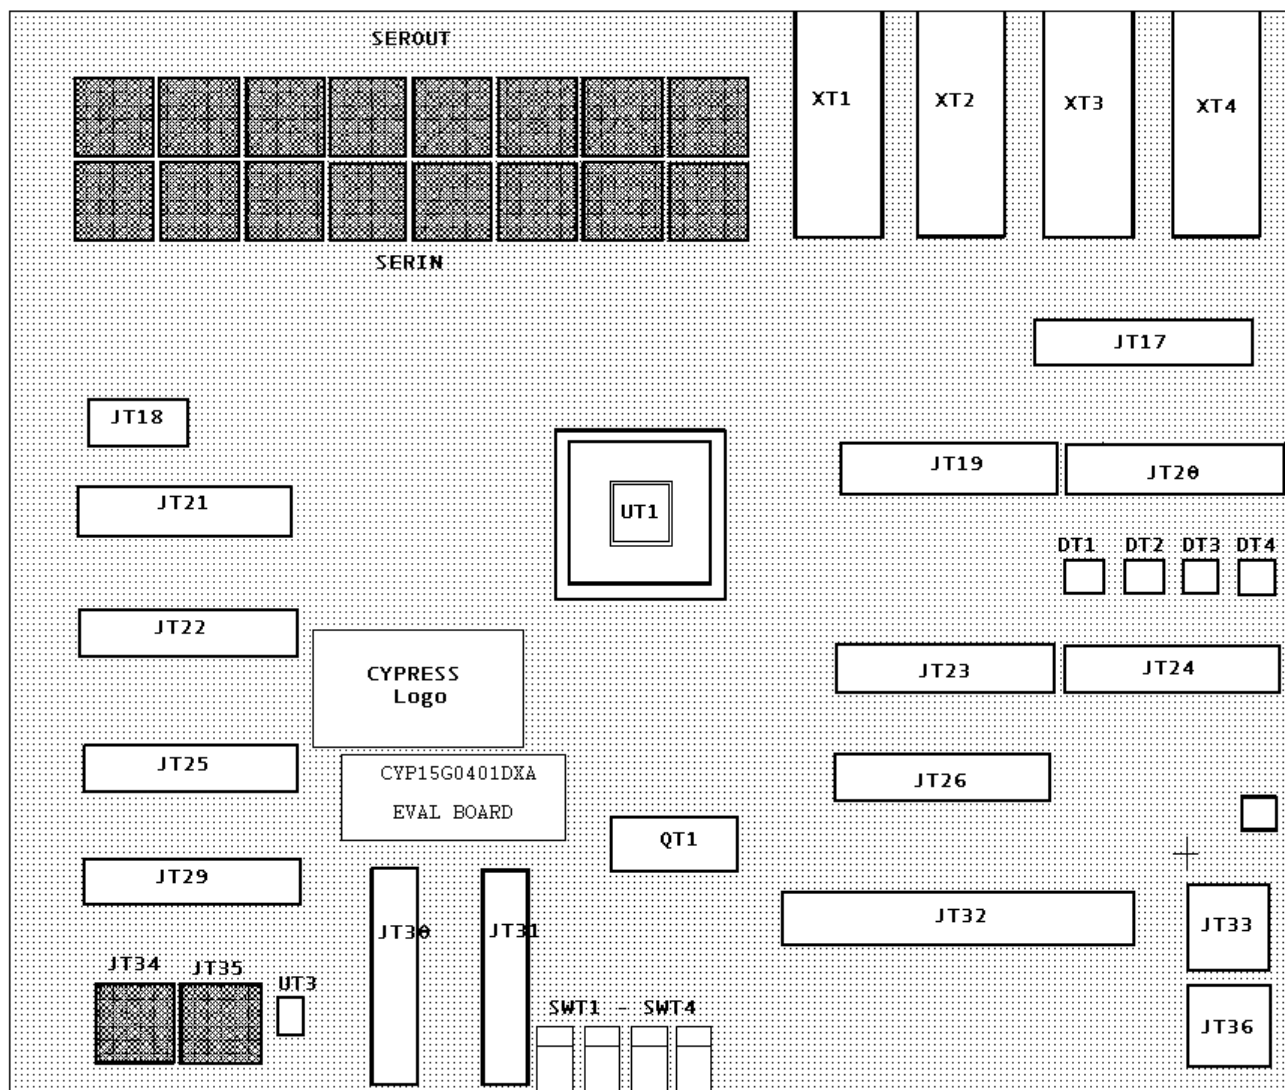 SEROUT
XT1
XT2
XT3
XT4
SERIN
JT17
JT18
JT19
JT20
JT21
UT1
DT1
DT2
DT3
DT4
JT22
JT23
JT24
CYPRESS
Logo
JT25
CYP15G0401DXA
EVAL BOARD
JT26
QT1
JT29
JT30
JT31
JT32
JT33
JT34
JT35
UT3
SWT1 - SWT4
JT36